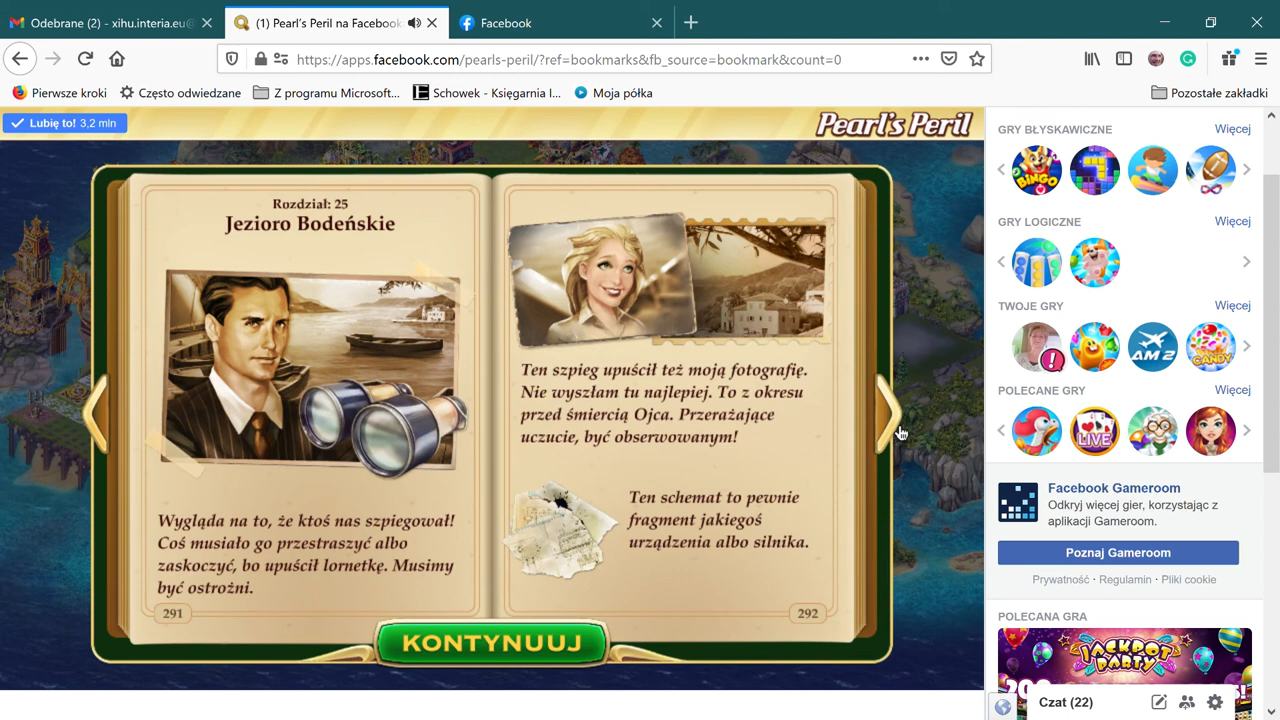 Odebrane (2) - xihu.interia.eu@
(1) Pearl's Peril na Facebook
Facebook
https://apps.facebook.com/pearls-peril/?ref=bookmarks&fb_source=bookmark&count=0
Pierwsze kroki
Często odwiedzane
Z programu Microsoft...
Schowek - Księgarnia I...
Moja półka
Pozostałe zakładki
Lubię to! 3,2 mln
Pearl's Peril
Rozdział: 25
Jezioro Bodeńskie
Wygląda na to, że ktoś nas szpiegował!
Coś musiało go przestraszyć albo
zaskoczyć, bo upuścił lornetkę. Musimy
być ostrożni.
291
Ten szpieg upuścił też moją fotografię.
Nie wyszłam tu najlepiej. To z okresu
przed śmiercią Ojca. Przerażające
uczucie, być obserwowanym!
Ten schemat to pewnie
fragment jakiegoś
urządzenia albo silnika.
292
KONTYNUUJ
GRY BŁYSKAWICZNE
Więcej
BINGO
GRY LOGICZNE
Więcej
TWOJE GRY
Więcej
AM 2
CANDY
POLECANE GRY
Więcej
LIVE
Facebook Gameroom
Odkryj więcej gier, korzystając z
aplikacji Gameroom.
Poznaj Gameroom
Prywatność · Regulamin · Pliki cookie
POLECANA GRA
JACKPOT
PARTY
Czat (22)